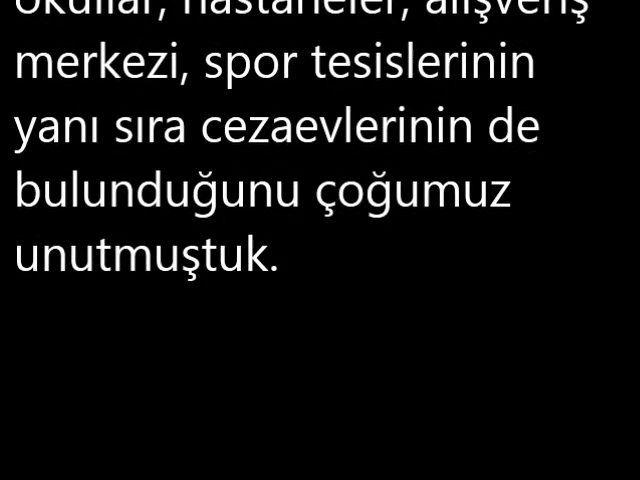 okullar, hastaneler, alışveriş
merkezi, spor tesislerinin
yanı sıra cezaevlerinin de
bulunduğunu çoğumuz
unutmuştuk.